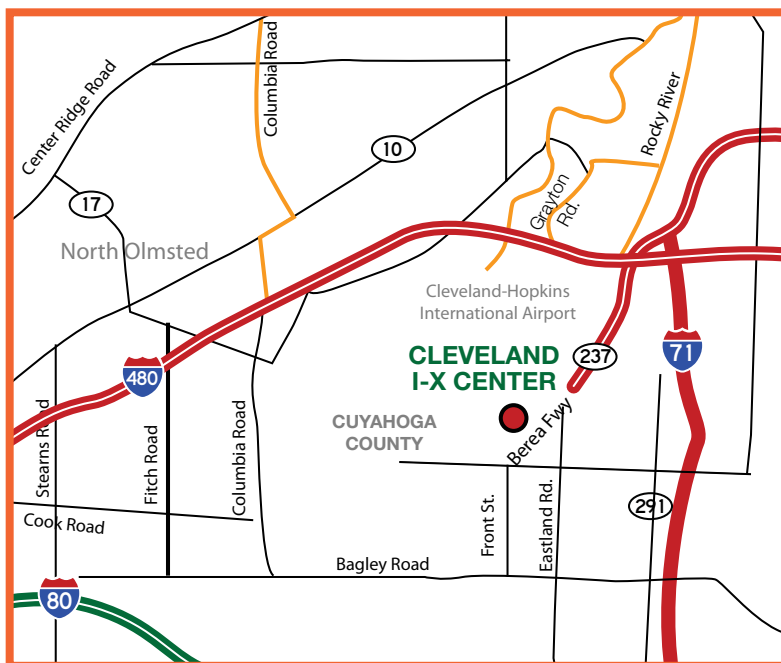 Center Ridge Road
Columbia Road
Rocky River
10
17
Grayton
Rd.
North Olmsted
Cleveland-Hopkins
International Airport
CLEVELAND
I-X CENTER
237
71
480
CUYAHOGA
COUNTY
Berea Fwy
Stearns Road
Fitch Road
Columbia Road
Front St.
Eastland Rd.
291
Cook Road
Bagley Road
80